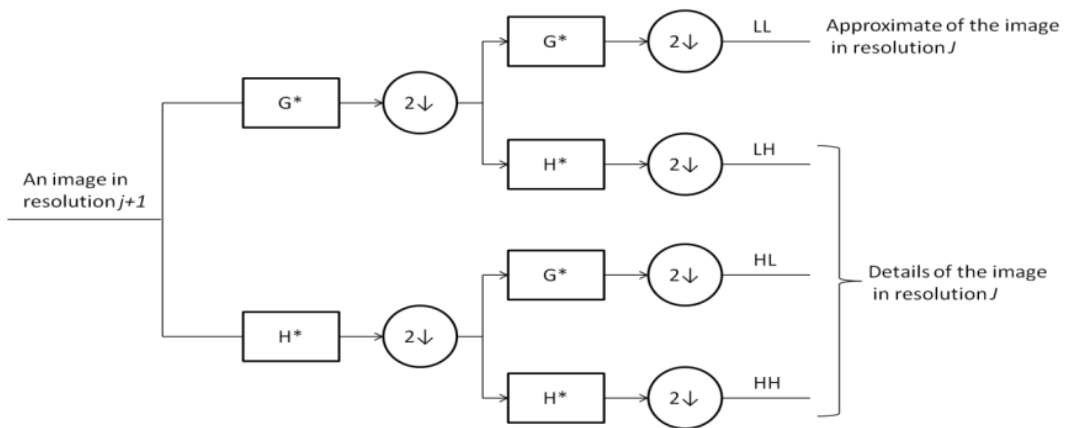 G*
2↓
LL
Approximate of the image
in resolution J
G*
2↓
H*
2↓
LH
An image in
resolution j+1
G*
2↓
HL
Details of the image
in resolution J
H*
2↓
H*
2↓
HH